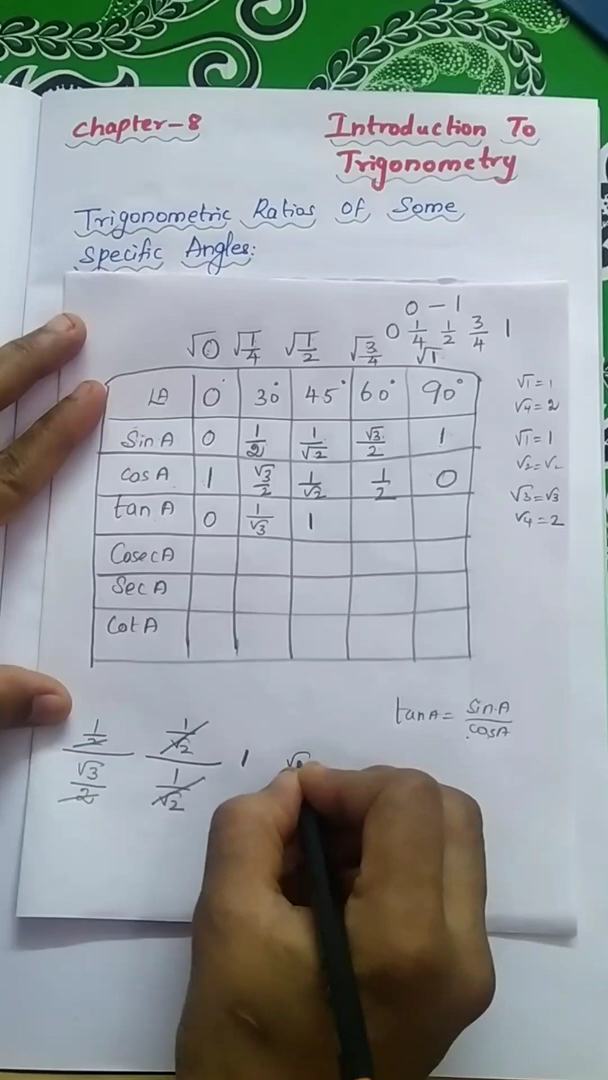 Chapter-8 Introduction To
Trigonometry
Trigonometric Ratios Of Some
Specific Angles:
0 - 1
0 1/4 1/2 3/4 1
√0 √1/4 √1/2 √3/4 √1
∠A 0° 30° 45° 60° 90°
Sin A 0 1/2 1/√2 √3/2 1
Cos A 1 √3/2 1/√2 1/2 0
tan A 0 1/√3 1
Cosec A
Sec A
Cot A
√1 = 1
√4 = 2
√1 = 1
√2 = √2
√3 = √3
√4 = 2
tan A = Sin A / Cos A
1/2 / √3/2 1/√2 / 1/√2 1